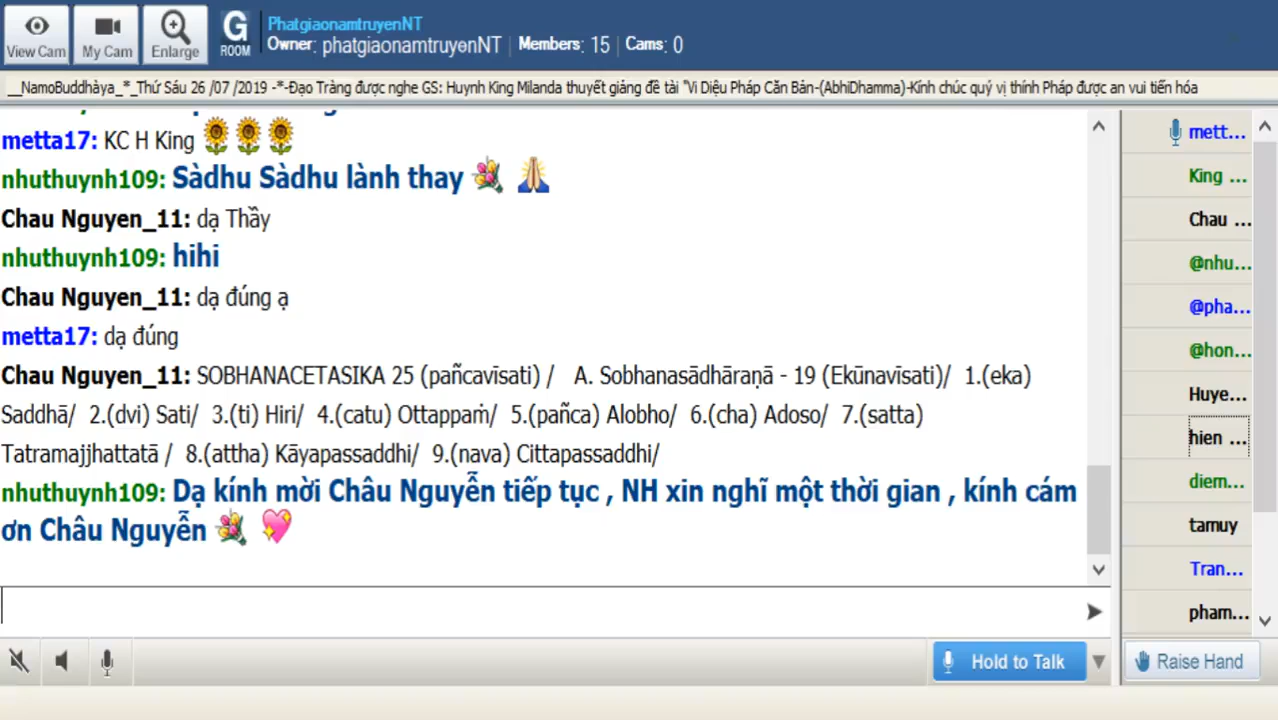 View Cam
My Cam
Enlarge
G
ROOM
PhatgiaonamtruyenNT
Owner: phatgiaonamtruyenNT | Members: 15 | Cams: 0
__NamoBuddhàya_*_Thứ Sáu 26 /07 /2019 -*-Đạo Tràng được nghe GS: Huynh King Milanda thuyết giảng đề tài "Vi Diệu Pháp Căn Bản-(AbhiDhamma)-Kính chúc quý vị thính Pháp được an vui tiến hóa
metta17: KC H King
nhuthuynh109: Sàdhu Sàdhu lành thay
Chau Nguyen_11: dạ Thầy
nhuthuynh109: hihi
Chau Nguyen_11: dạ đúng ạ
metta17: dạ đúng
Chau Nguyen_11: SOBHANACETASIKA 25 (pañcavīsati) / A. Sobhanasādhāraṇā - 19 (Ekūnavīsati)/ 1.(eka)
Saddhā/ 2.(dvi) Sati/ 3.(ti) Hiri/ 4.(catu) Ottappaṁ/ 5.(pañca) Alobho/ 6.(cha) Adoso/ 7.(satta)
Tatramajjhattatā / 8.(attha) Kāyapassaddhi/ 9.(nava) Cittapassaddhi/
nhuthuynh109: Dạ kính mời Châu Nguyễn tiếp tục , NH xin nghĩ một thời gian , kính cám
ơn Châu Nguyễn
mett...
King ...
Chau ...
@nhu...
@pha...
@hon...
Huye...
hien ...
diem...
tamuy
Tran...
pham...
Hold to Talk
Raise Hand